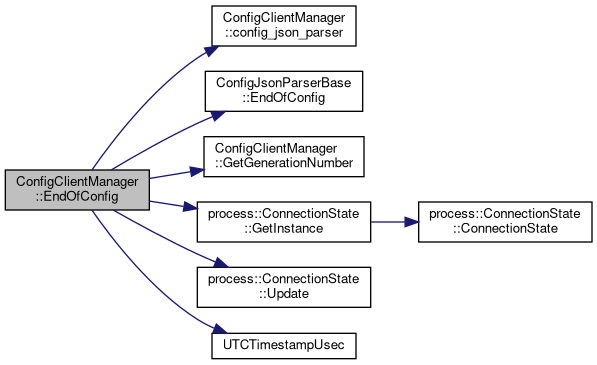 ConfigClientManager
::config_json_parser
ConfigJsonParserBase
::EndOfConfig
ConfigClientManager
::GetGenerationNumber
ConfigClientManager
::EndOfConfig
process::ConnectionState
::GetInstance
process::ConnectionState
::ConnectionState
process::ConnectionState
::Update
UTCTimestampUsec